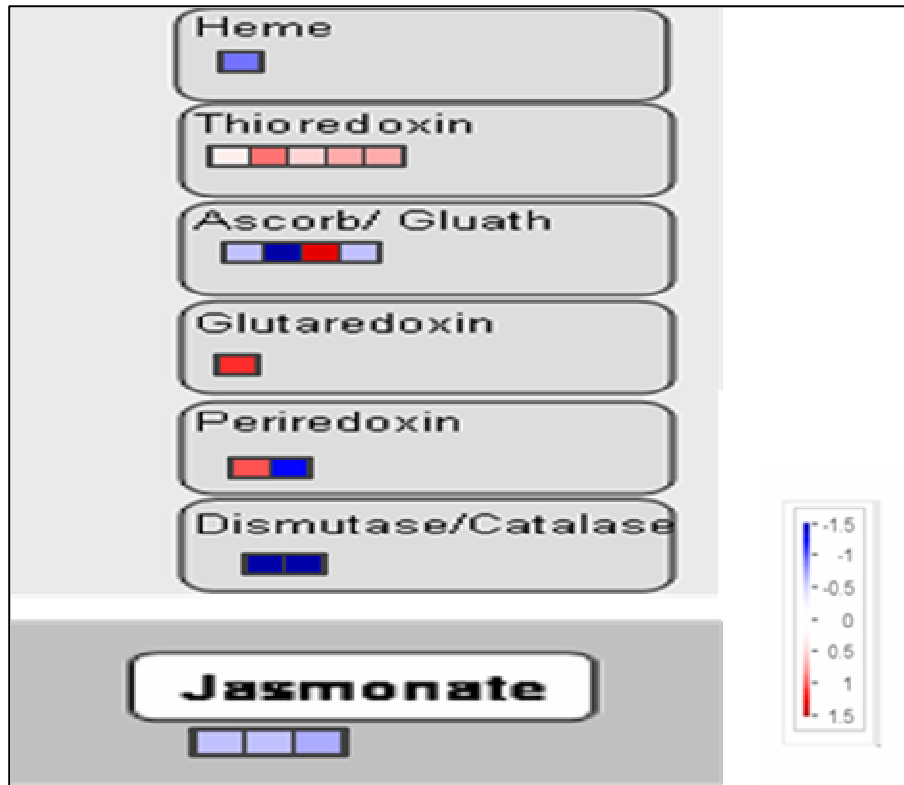 Heme
Thioredoxin
Ascorb/ Gluath
Glutaredoxin
Periredoxin
Dismutase/Catalase
Jasmonate
-1.5
-1
-0.5
0
0.5
1
1.5